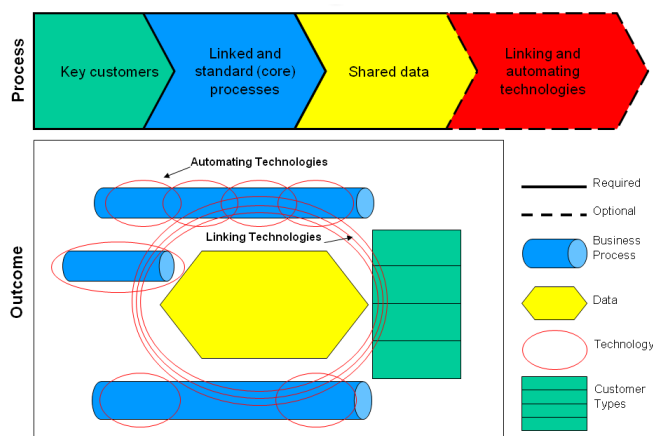 Process
Key customers
Linked and
standard (core)
processes
Shared data
Linking and
automating
technologies
Outcome
Automating Technologies
Linking Technologies
Required
Optional
Business
Process
Data
Technology
Customer
Types